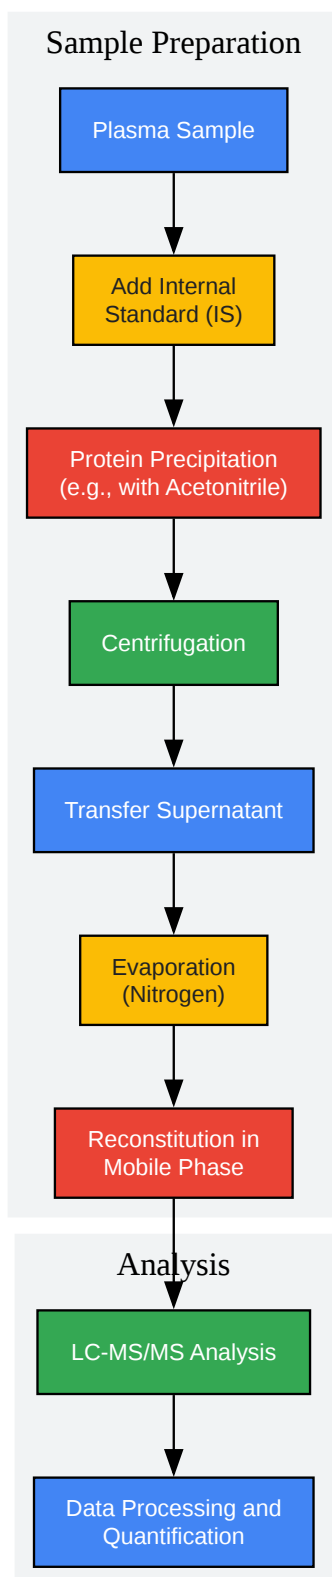 Sample Preparation
Plasma Sample
Add Internal
Standard (IS)
Protein Precipitation
(e.g., with Acetonitrile)
Centrifugation
Transfer Supernatant
Evaporation
(Nitrogen)
Reconstitution in
Mobile Phase
Analysis
LC-MS/MS Analysis
Data Processing and
Quantification